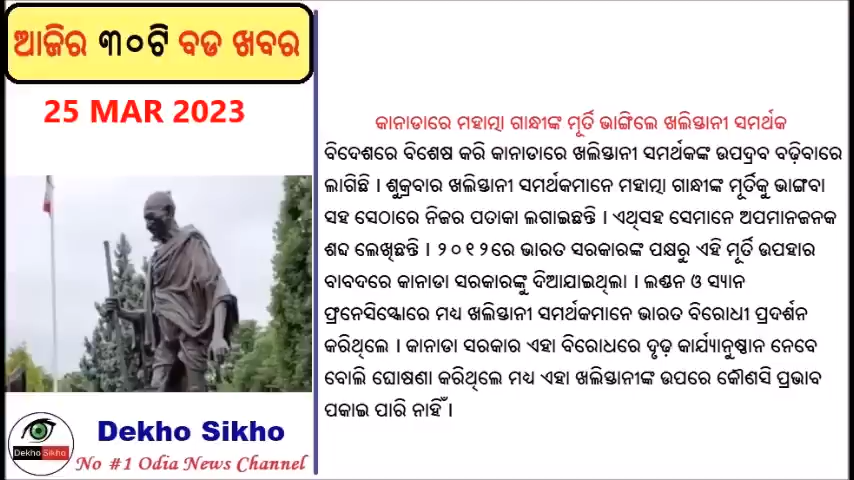 ଆଜିର ୩୦ଟି ବଡ ଖବର
25 MAR 2023
କାନାଡାରେ ମହାତ୍ମା ଗାନ୍ଧୀଙ୍କ ମୂର୍ତି ଭାଙ୍ଗିଲେ ଖଲିସ୍ତାନୀ ସମର୍ଥକ
ବିଦେଶରେ ବିଶେଷ କରି କାନାଡାରେ ଖଲିସ୍ତାନୀ ସମର୍ଥକଙ୍କ ଉପଦ୍ରବ ବଢ଼ିବାରେ
ଲାଗିଛି । ଶୁକ୍ରବାର ଖଲିସ୍ତାନୀ ସମର୍ଥକମାନେ ମହାତ୍ମା ଗାନ୍ଧୀଙ୍କ ମୂର୍ତିକୁ ଭାଙ୍ଗବା
ସହ ସେଠାରେ ନିଜର ପତାକା ଲଗାଇଛନ୍ତି । ଏଥିସହ ସେମାନେ ଅପମାନଜନକ
ଶବ୍ଦ ଲେଖିଛନ୍ତି । ୨୦୧୨ରେ ଭାରତ ସରକାରଙ୍କ ପକ୍ଷରୁ ଏହି ମୂର୍ତି ଉପହାର
ବାବଦରେ କାନାଡା ସରକାରଙ୍କୁ ଦିଆଯାଇଥିଲା । ଲଣ୍ଡନ ଓ ସ୍ୟାନ
ଫ୍ରନେସିସ୍କୋରେ ମଧ୍ୟ ଖଲିସ୍ତାନୀ ସମର୍ଥକମାନେ ଭାରତ ବିରୋଧୀ ପ୍ରଦର୍ଶନ
କରିଥିଲେ । କାନାଡା ସରକାର ଏହା ବିରୋଧରେ ଦୃଢ଼ କାର୍ଯ୍ୟାନୁଷ୍ଠାନ ନେବେ
ବୋଲି ଘୋଷଣା କରିଥିଲେ ମଧ୍ୟ ଏହା ଖଲିସ୍ତାନୀଙ୍କ ଉପରେ କୌଣସି ପ୍ରଭାବ
ପକାଇ ପାରି ନାହିଁ ।
Dekho Sikho
Dekho Sikho
No #1 Odia News Channel